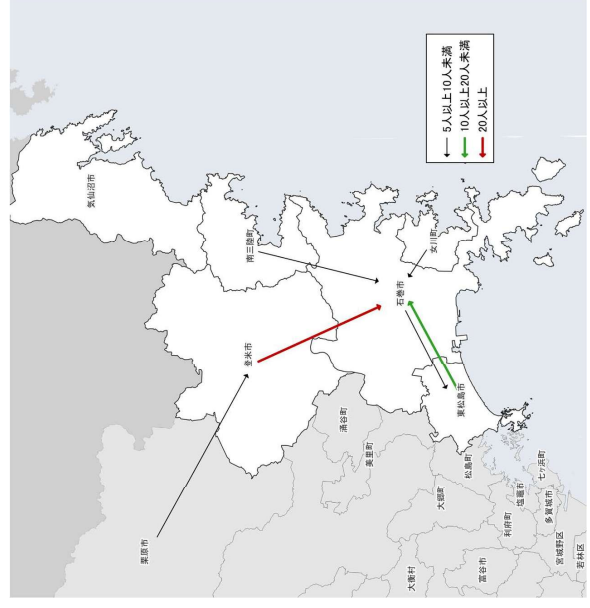 5人以上10人未満
10人以上20人未満
20人以上
気仙沼市
南三陸町
登米市
栗原市
石巻市
女川町
東松島市
涌谷町
美里町
松島町
大郷町
大衡村
富谷市
利府町
塩竈市
七ヶ浜町
多賀城市
宮城野区
若林区